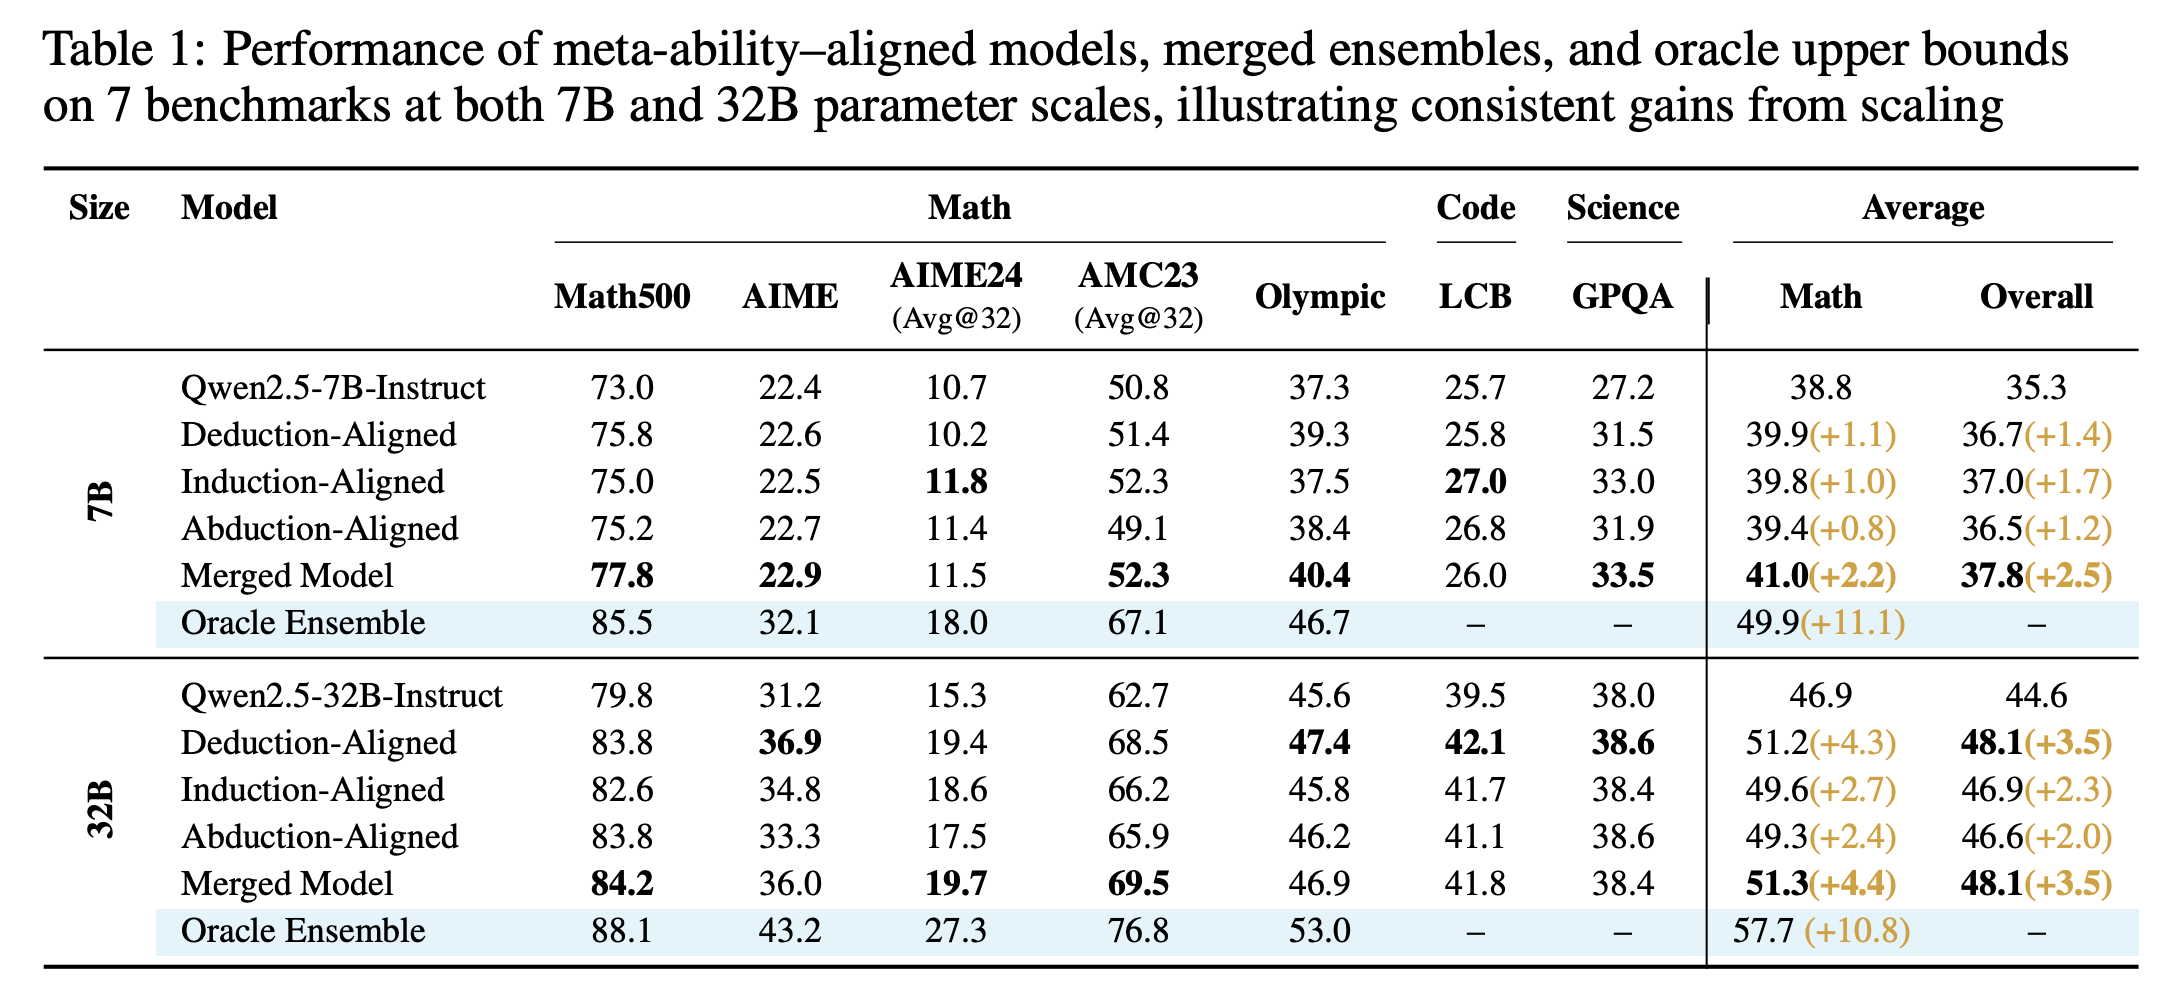 Table 1: Performance of meta-ability–aligned models, merged ensembles, and oracle upper bounds
on 7 benchmarks at both 7B and 32B parameter scales, illustrating consistent gains from scaling
Size Model Math Code Science Average
Math500 AIME AIME24 (Avg@32) AMC23 (Avg@32) Olympic LCB GPQA Math Overall
7B
Qwen2.5-7B-Instruct 73.0 22.4 10.7 50.8 37.3 25.7 27.2 38.8 35.3
Deduction-Aligned 75.8 22.6 10.2 51.4 39.3 25.8 31.5 39.9(+1.1) 36.7(+1.4)
Induction-Aligned 75.0 22.5 11.8 52.3 37.5 27.0 33.0 39.8(+1.0) 37.0(+1.7)
Abduction-Aligned 75.2 22.7 11.4 49.1 38.4 26.8 31.9 39.4(+0.8) 36.5(+1.2)
Merged Model 77.8 22.9 11.5 52.3 40.4 26.0 33.5 41.0(+2.2) 37.8(+2.5)
Oracle Ensemble 85.5 32.1 18.0 67.1 46.7 – – 49.9(+11.1) –
32B
Qwen2.5-32B-Instruct 79.8 31.2 15.3 62.7 45.6 39.5 38.0 46.9 44.6
Deduction-Aligned 83.8 36.9 19.4 68.5 47.4 42.1 38.6 51.2(+4.3) 48.1(+3.5)
Induction-Aligned 82.6 34.8 18.6 66.2 45.8 41.7 38.4 49.6(+2.7) 46.9(+2.3)
Abduction-Aligned 83.8 33.3 17.5 65.9 46.2 41.1 38.6 49.3(+2.4) 46.6(+2.0)
Merged Model 84.2 36.0 19.7 69.5 46.9 41.8 38.4 51.3(+4.4) 48.1(+3.5)
Oracle Ensemble 88.1 43.2 27.3 76.8 53.0 – – 57.7 (+10.8) –